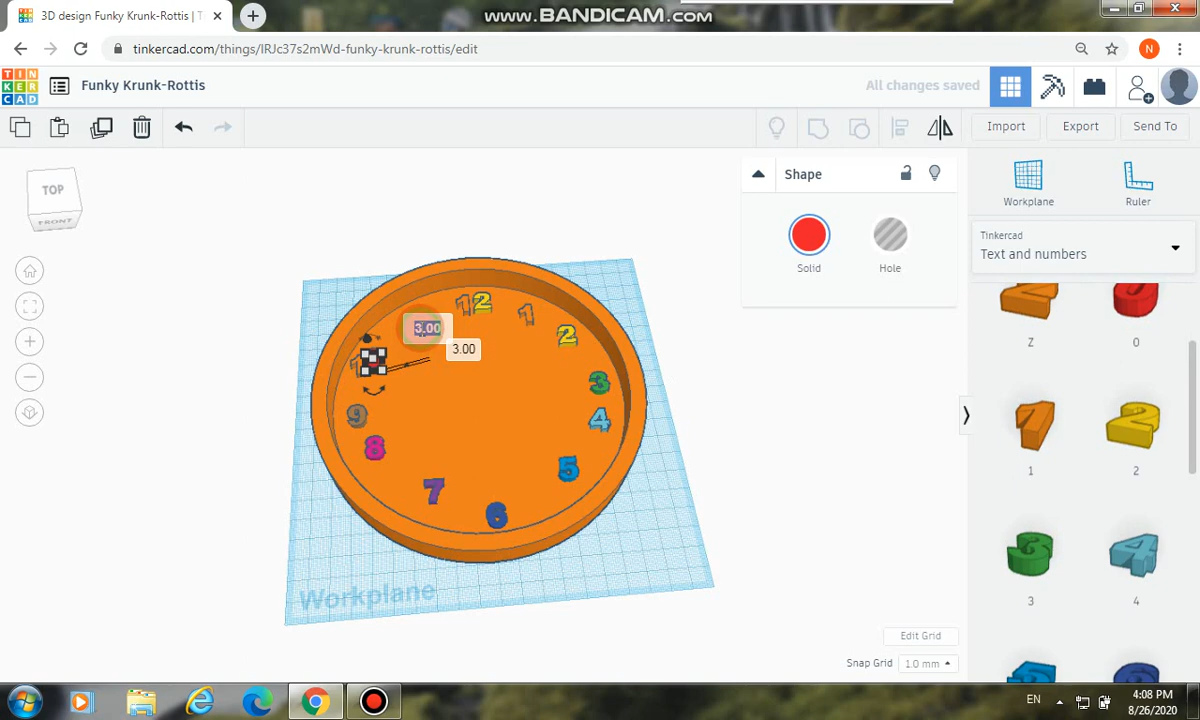 www.BANDICAM.com
3D design Funky Krunk-Rottis | T
tinkercad.com/things/lRJc37s2mWd-funky-krunk-rottis/edit
N
TIN
KER
CAD
Funky Krunk-Rottis
All changes saved
Import
Export
Send To
TOP
FRONT
Shape
Solid
Hole
Workplane
Ruler
Tinkercad
Text and numbers
Z
0
1
2
3
4
12
1
2
3
4
5
6
7
8
9
1
3.00
3.00
Workplane
Edit Grid
Snap Grid
1.0 mm
EN
4:08 PM
8/26/2020